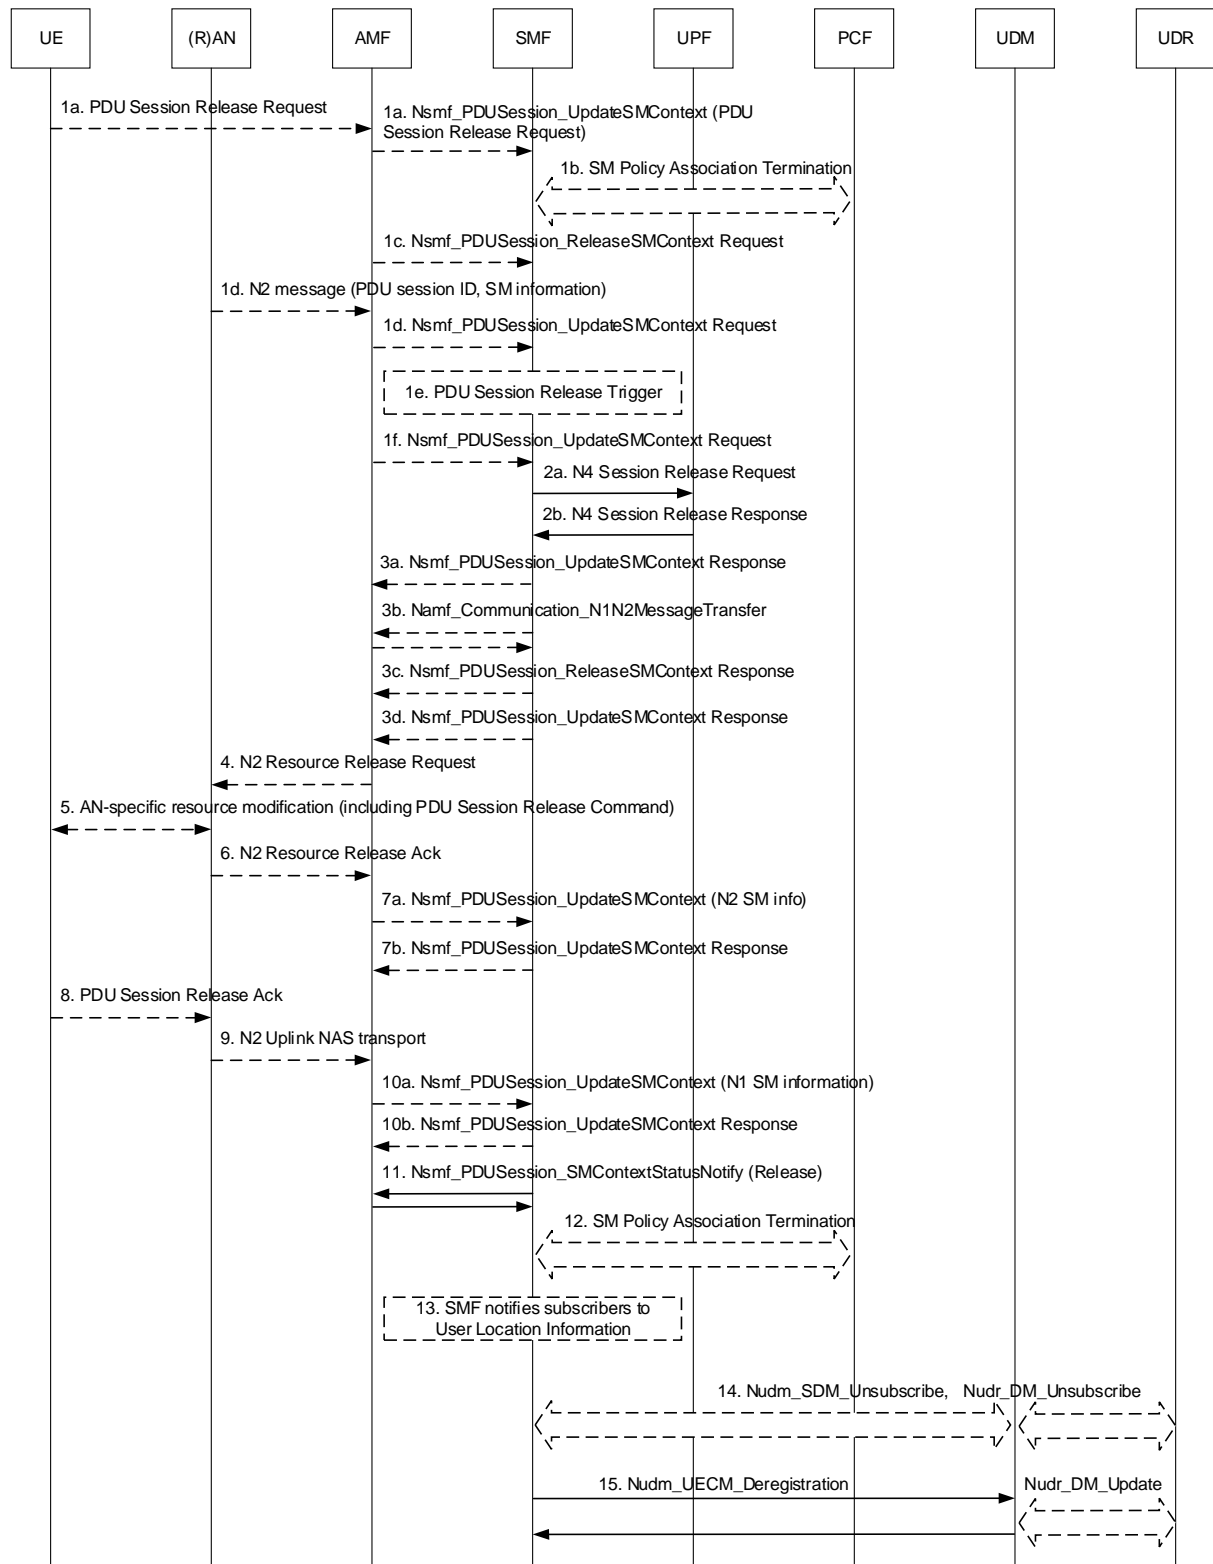 UE
(R)AN
AMF
SMF
UPF
PCF
UDM
UDR
1a. PDU Session Release Request
1a. Nsmf_PDUSession_UpdateSMContext (PDU
Session Release Request)
1b. SM Policy Association Termination
1c. Nsmf_PDUSession_ReleaseSMContext Request
1d. N2 message (PDU session ID, SM information)
1d. Nsmf_PDUSession_UpdateSMContext Request
1e. PDU Session Release Trigger
1f. Nsmf_PDUSession_UpdateSMContext Request
2a. N4 Session Release Request
2b. N4 Session Release Response
3a. Nsmf_PDUSession_UpdateSMContext Response
3b. Namf_Communication_N1N2MessageTransfer
3c. Nsmf_PDUSession_ReleaseSMContext Response
3d. Nsmf_PDUSession_UpdateSMContext Response
4. N2 Resource Release Request
5. AN-specific resource modification (including PDU Session Release Command)
6. N2 Resource Release Ack
7a. Nsmf_PDUSession_UpdateSMContext (N2 SM info)
7b. Nsmf_PDUSession_UpdateSMContext Response
8. PDU Session Release Ack
9. N2 Uplink NAS transport
10a. Nsmf_PDUSession_UpdateSMContext (N1 SM information)
10b. Nsmf_PDUSession_UpdateSMContext Response
11. Nsmf_PDUSession_SMContextStatusNotify (Release)
12. SM Policy Association Termination
13. SMF notifies subscribers to
User Location Information
14. Nudm_SDM_Unsubscribe, Nudr_DM_Unsubscribe
15. Nudm_UECM_Deregistration
Nudr_DM_Update